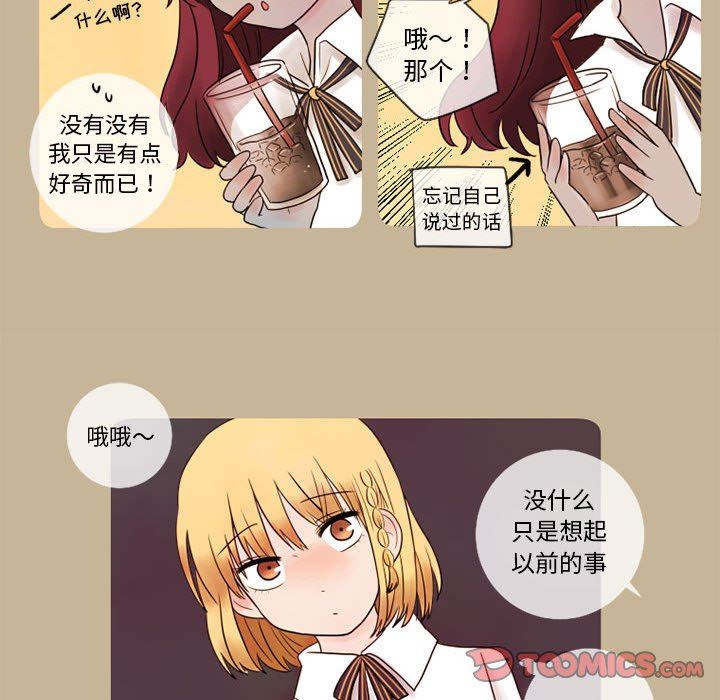 什么啊?
没有没有
我只是有点
好奇而已！
哦～！
那个！
忘记自己
说过的话
哦哦～
没什么
只是想起
以前的事
TOOMICS.COM